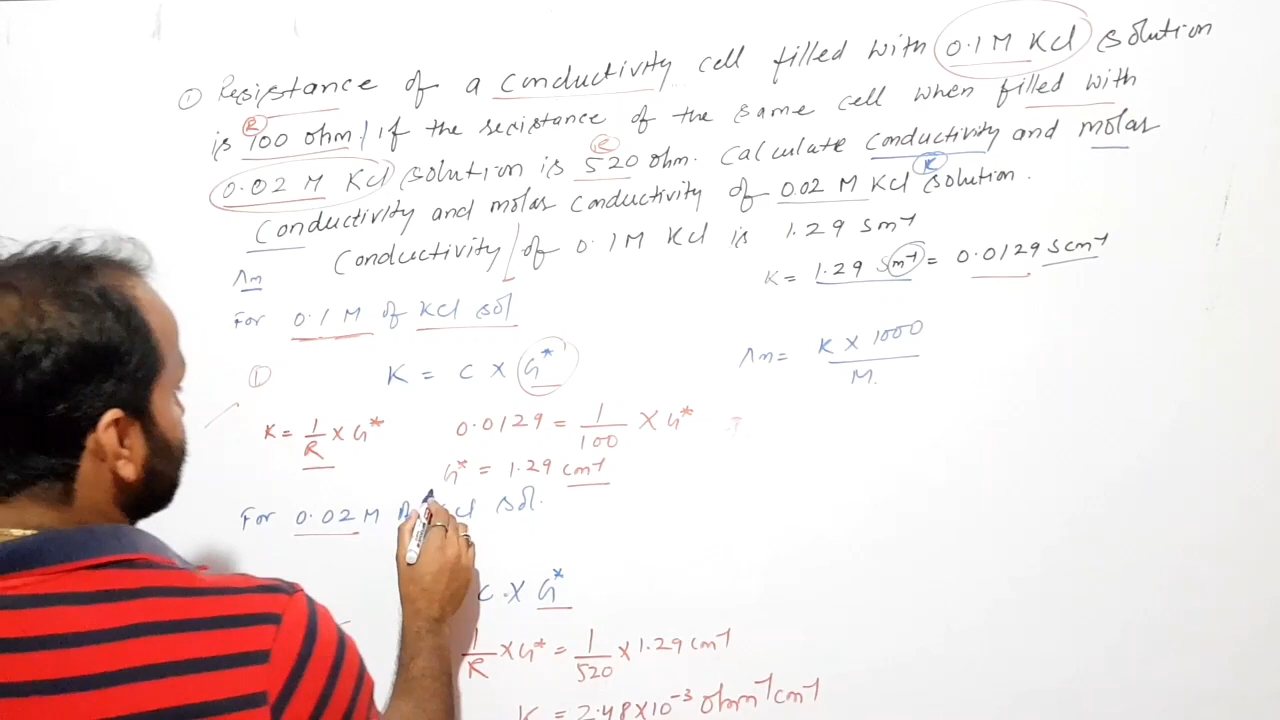 ① Resistance of a conductivity cell filled with 0.1 M KCl solution
is 100 ohm / if the resistance of the same cell when filled with
R R
0.02 M KCl solution is 520 ohm. Calculate conductivity and molar
K
conductivity and molar conductivity of 0.02 M KCl solution.
Conductivity / of 0.1 M KCl is 1.29 Sm⁻¹
Λm K = 1.29 Sm⁻¹ = 0.0129 Scm⁻¹
For 0.1 M of KCl sol
① K = C × G* Λm = K × 1000 / M.
K = 1/R × G* 0.0129 = 1/100 × G*
G* = 1.29 cm⁻¹
For 0.02 M KCl sol.
C × G*
1/R × G* = 1/520 × 1.29 cm⁻¹
K = 2.48 × 10⁻³ ohm⁻¹ cm⁻¹